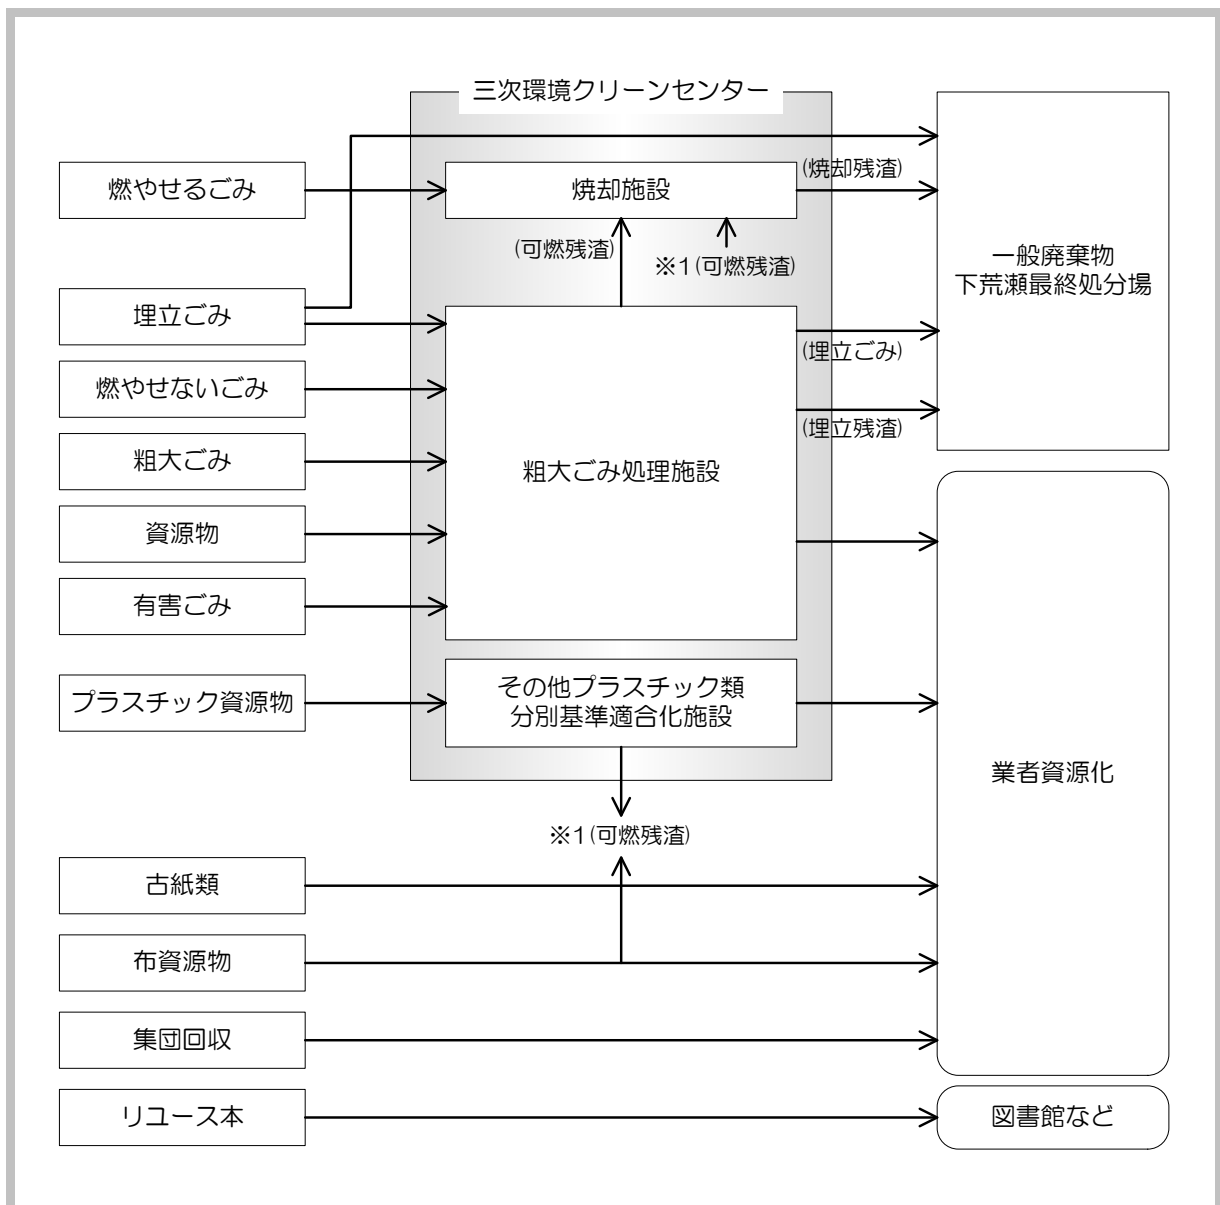 三次環境クリーンセンター
燃やせるごみ
焼却施設
(焼却残渣)
(可燃残渣)
※1(可燃残渣)
一般廃棄物
下荒瀬最終処分場
埋立ごみ
(埋立ごみ)
燃やせないごみ
(埋立残渣)
粗大ごみ
粗大ごみ処理施設
資源物
有害ごみ
プラスチック資源物
その他プラスチック類
分別基準適合化施設
業者資源化
※1(可燃残渣)
古紙類
布資源物
集団回収
リユース本
図書館など